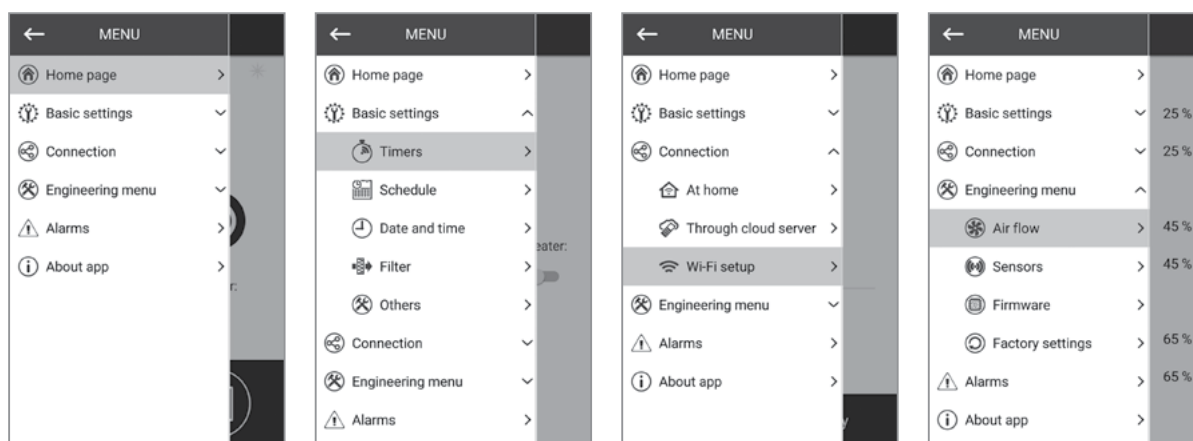 MENU
Home page
Basic settings
Connection
Engineering menu
Alarms
About app
r:
MENU
Home page
Basic settings
Timers
Schedule
Date and time
Filter
Others
Connection
Engineering menu
Alarms
eater:
MENU
Home page
Basic settings
Connection
At home
Through cloud server
Wi-Fi setup
Engineering menu
Alarms
About app
y
MENU
Home page
Basic settings
Connection
Engineering menu
Air flow
Sensors
Firmware
Factory settings
Alarms
About app
25 %
25 %
45 %
45 %
65 %
65 %